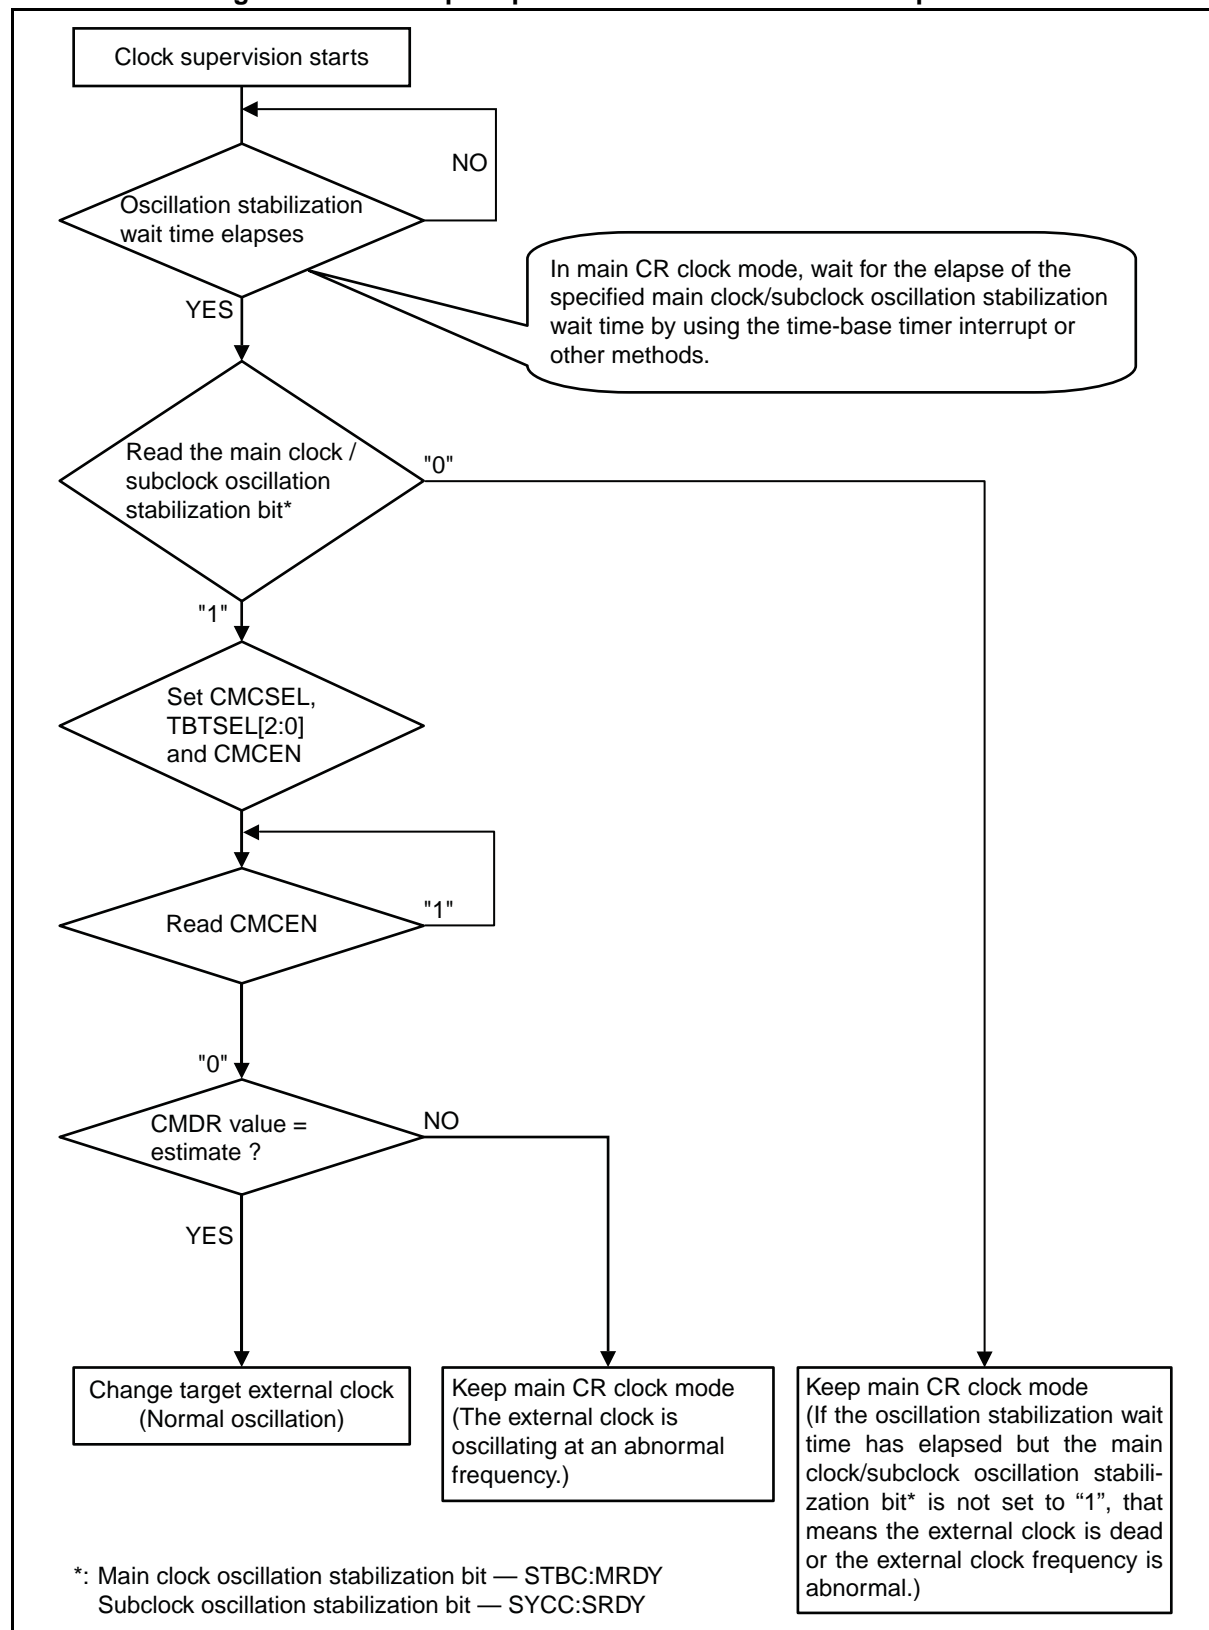 Clock supervision starts
NO
Oscillation stabilization
wait time elapses
In main CR clock mode, wait for the elapse of the
specified main clock/subclock oscillation stabilization
wait time by using the time-base timer interrupt or
other methods.
YES
Read the main clock /
subclock oscillation
stabilization bit*
"0"
"1"
Set CMCSEL,
TBTSEL[2:0]
and CMCEN
Read CMCEN
"1"
"0"
CMDR value =
estimate ?
NO
YES
Change target external clock
(Normal oscillation)
Keep main CR clock mode
(The external clock is
oscillating at an abnormal
frequency.)
Keep main CR clock mode
(If the oscillation stabilization wait
time has elapsed but the main
clock/subclock oscillation stabili-
zation bit* is not set to “1”, that
means the external clock is dead
or the external clock frequency is
abnormal.)
*: Main clock oscillation stabilization bit — STBC:MRDY
Subclock oscillation stabilization bit — SYCC:SRDY